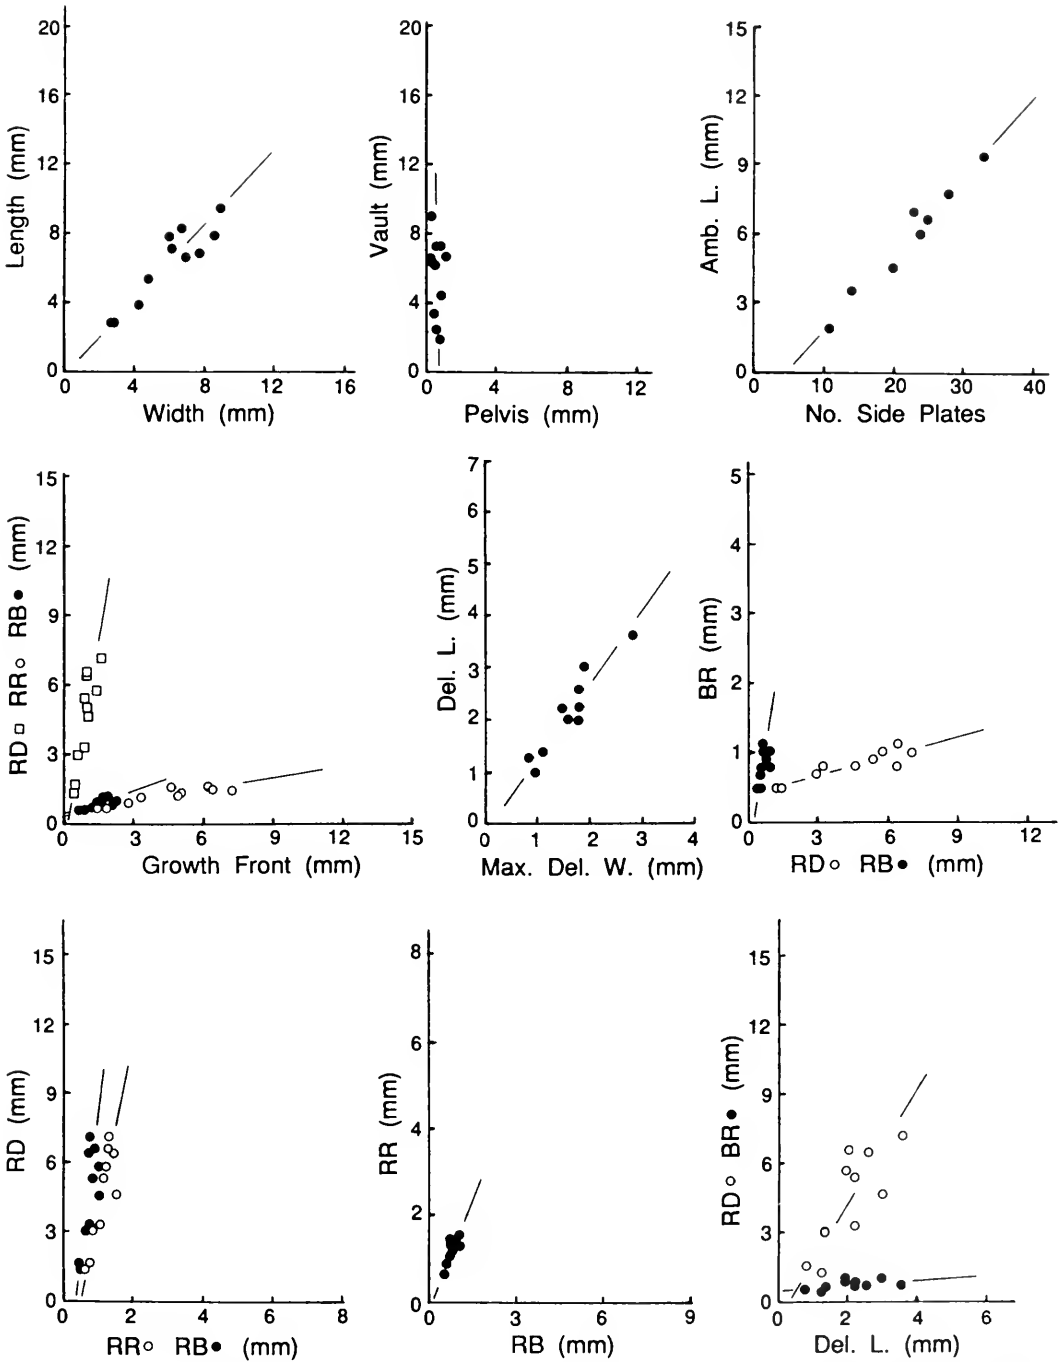 20
16
12
8
4
0
Length (mm)
0 4 8 12 16
Width (mm)
20
16
12
8
4
0
Vault (mm)
0 4 8 12
Pelvis (mm)
15
12
9
6
3
0
Amb. L. (mm)
0 10 20 30 40
No. Side Plates
15
12
9
6
3
0
RD□ RR○ RB● (mm)
0 3 6 9 12 15
Growth Front (mm)
7
6
5
4
3
2
1
0
Del. L. (mm)
0 1 2 3 4
Max. Del. W. (mm)
5
4
3
2
1
0
BR (mm)
0 3 6 9 12
RD○ RB● (mm)
15
12
9
6
3
0
RD (mm)
0 2 4 6 8
RR○ RB● (mm)
8
6
4
2
0
RR (mm)
0 3 6 9
RB (mm)
15
12
9
6
3
0
RD○ BR● (mm)
0 2 4 6
Del. L. (mm)